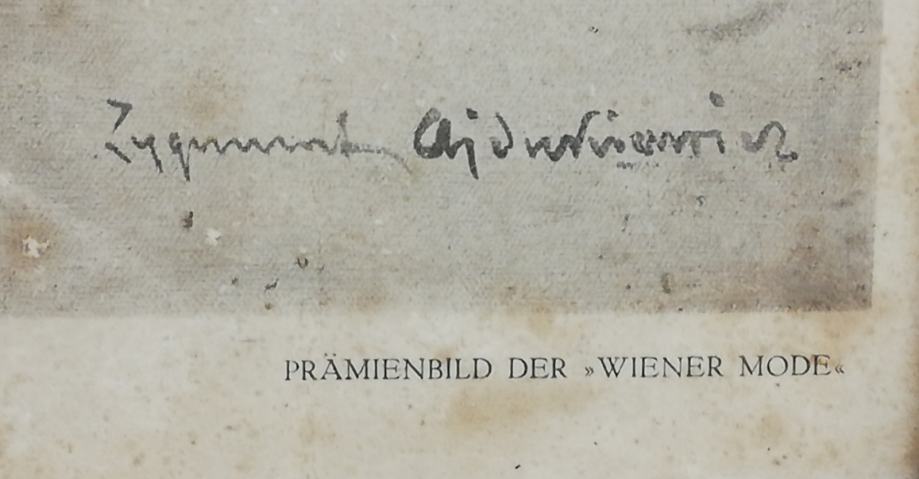 Zygmunt Ajdukiewicz
PRÄMIENBILD DER »WIENER MODE«